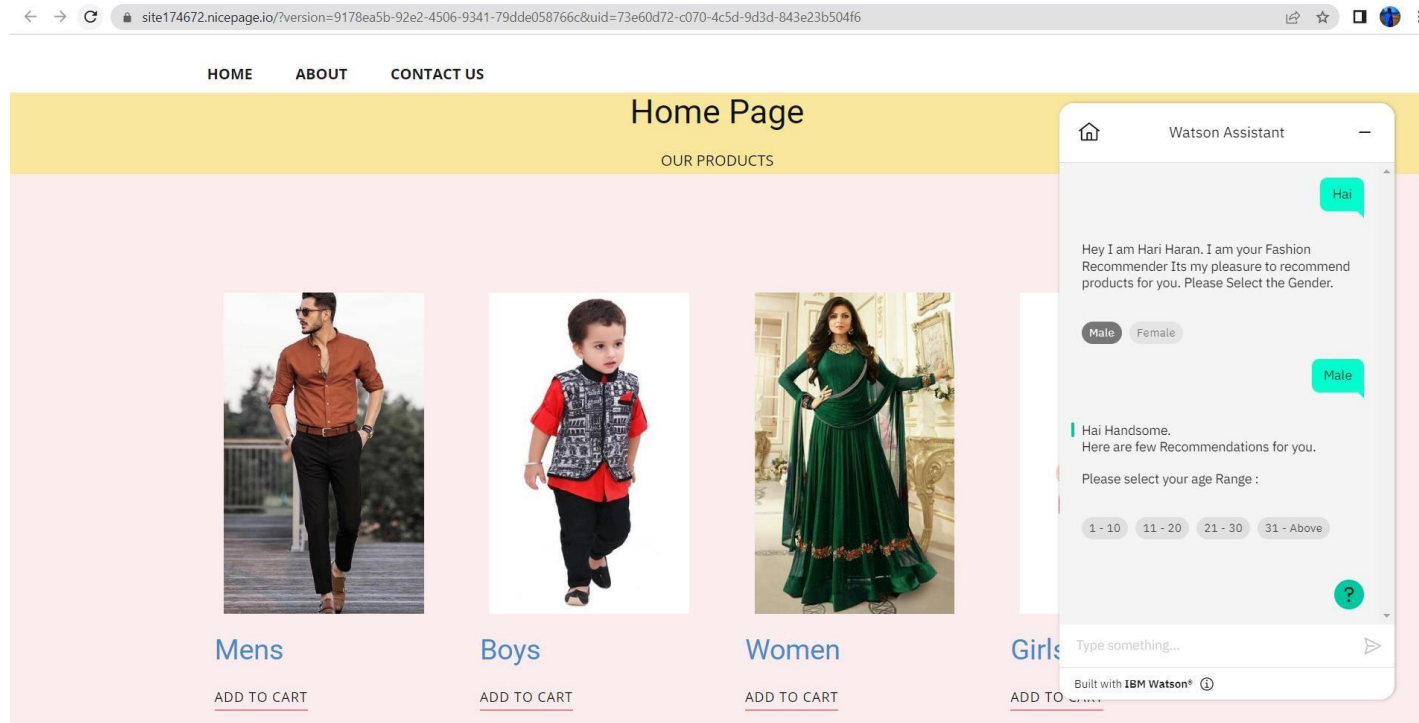 site174672.nicepage.io/?version=9178ea5b-92e2-4506-9341-79dde058766c&uid=73e60d72-c070-4c5d-9d3d-843e23b504f6
HOME ABOUT CONTACT US
Home Page
OUR PRODUCTS
Mens Boys Women Girls
ADD TO CART ADD TO CART ADD TO CART ADD TO CART
Watson Assistant
Hai
Hey I am Hari Haran. I am your Fashion
Recommender Its my pleasure to recommend
products for you. Please Select the Gender.
Male Female
Male
Hai Handsome.
Here are few Recommendations for you.
Please select your age Range :
1 - 10 11 - 20 21 - 30 31 - Above
?
Type something...
Built with IBM Watson®